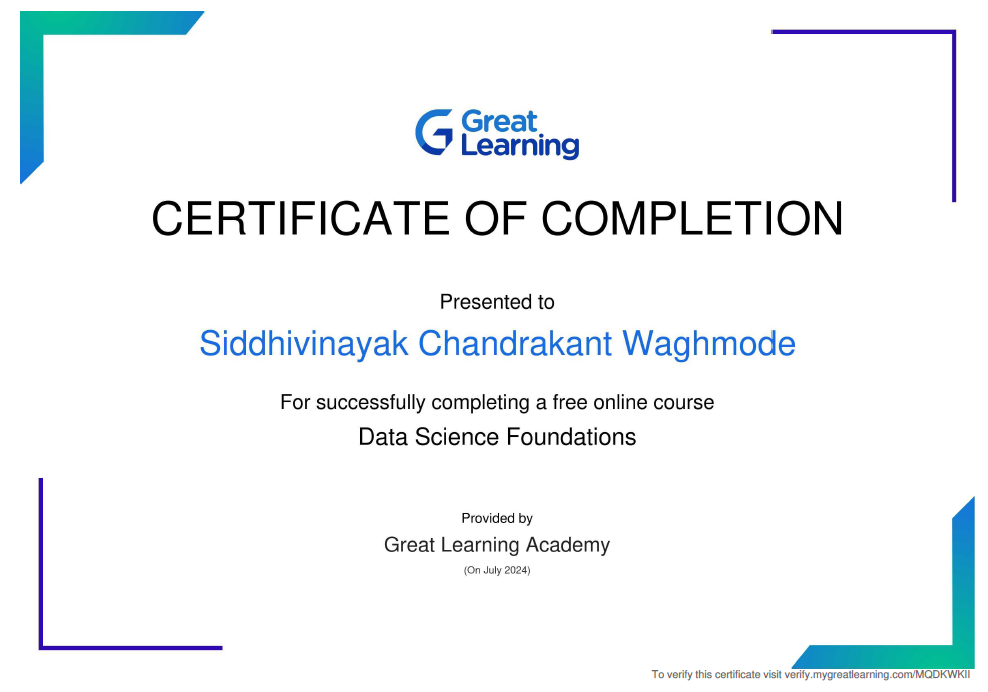 Great
Learning
CERTIFICATE OF COMPLETION
Presented to
Siddhivinayak Chandrakant Waghmode
For successfully completing a free online course
Data Science Foundations
Provided by
Great Learning Academy
(On July 2024)
To verify this certificate visit verify.mygreatlearning.com/MQDKWKII